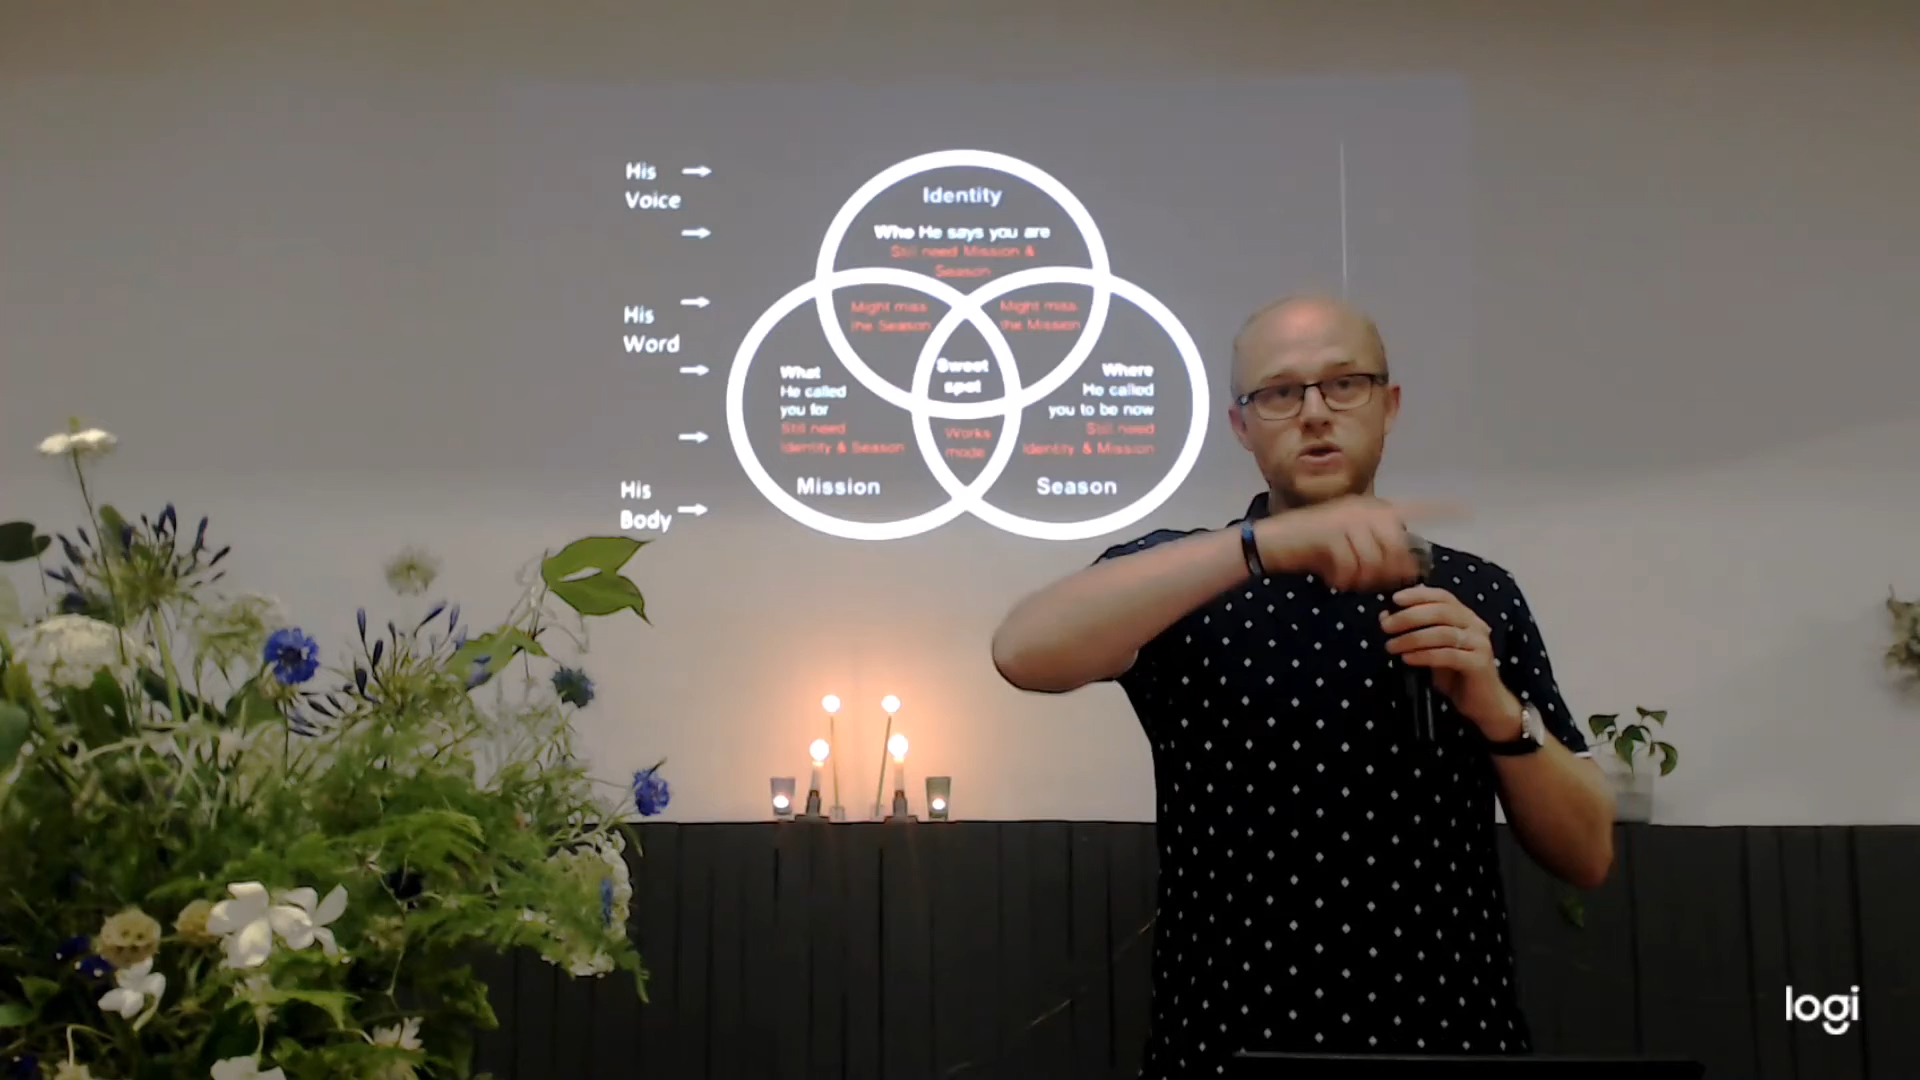 His
Voice
Identity
Who He says you are
Still need Mission &
Season
Might miss
the Season
Might miss
the Mission
His
Word
Sweet
spot
What
He called
you for
Still need
Identity & Season
Where
He called
you to be now
Still need
Identity & Mission
Works
mode
Mission
Season
His
Body
logi